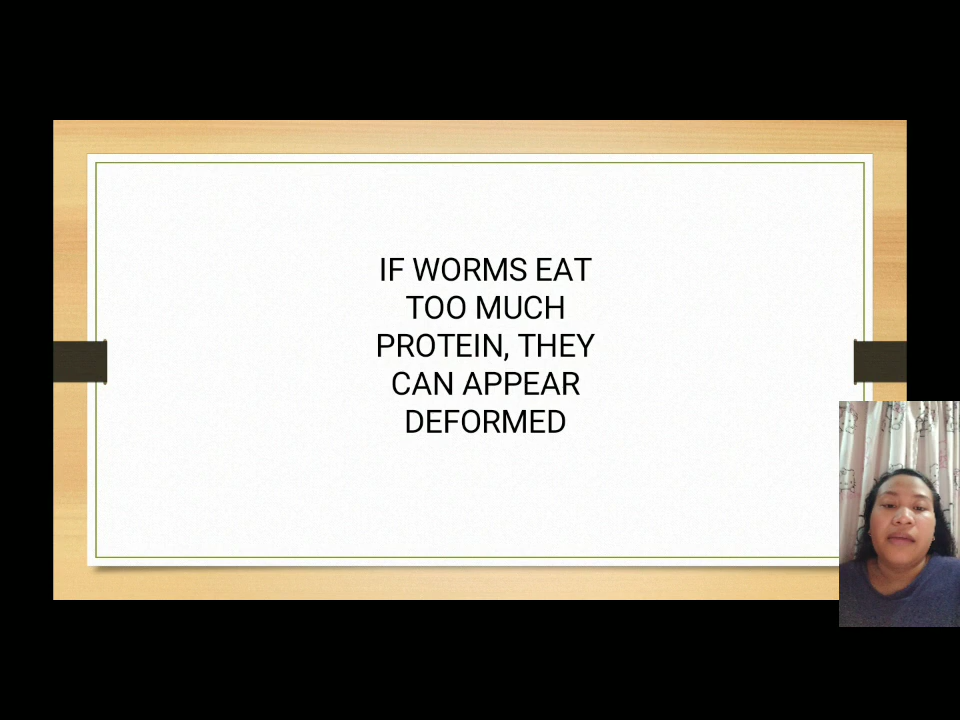 IF WORMS EAT
TOO MUCH
PROTEIN, THEY
CAN APPEAR
DEFORMED